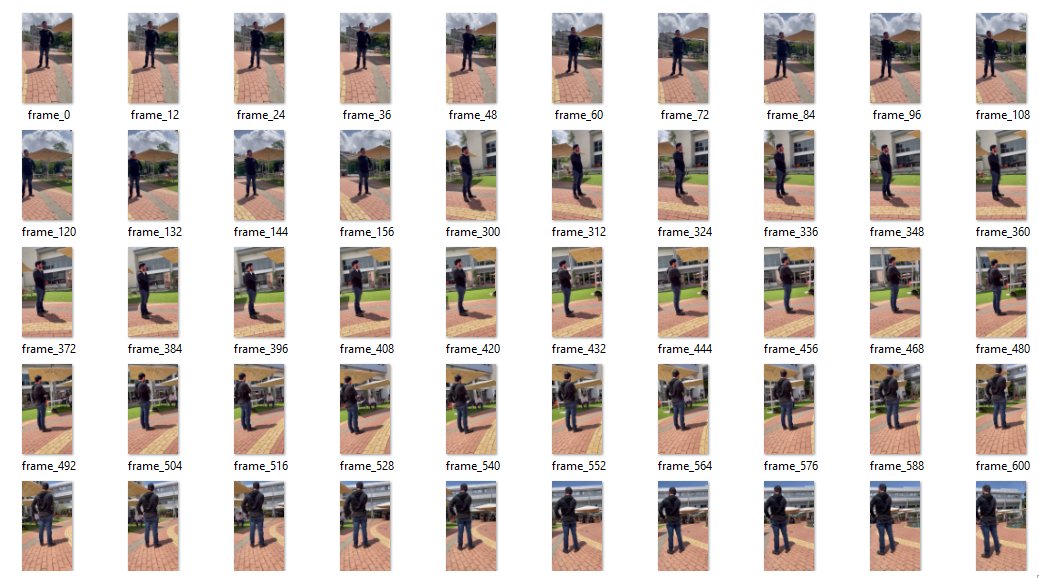 frame_0 frame_12 frame_24 frame_36 frame_48 frame_60 frame_72 frame_84 frame_96 frame_108
frame_120 frame_132 frame_144 frame_156 frame_300 frame_312 frame_324 frame_336 frame_348 frame_360
frame_372 frame_384 frame_396 frame_408 frame_420 frame_432 frame_444 frame_456 frame_468 frame_480
frame_492 frame_504 frame_516 frame_528 frame_540 frame_552 frame_564 frame_576 frame_588 frame_600